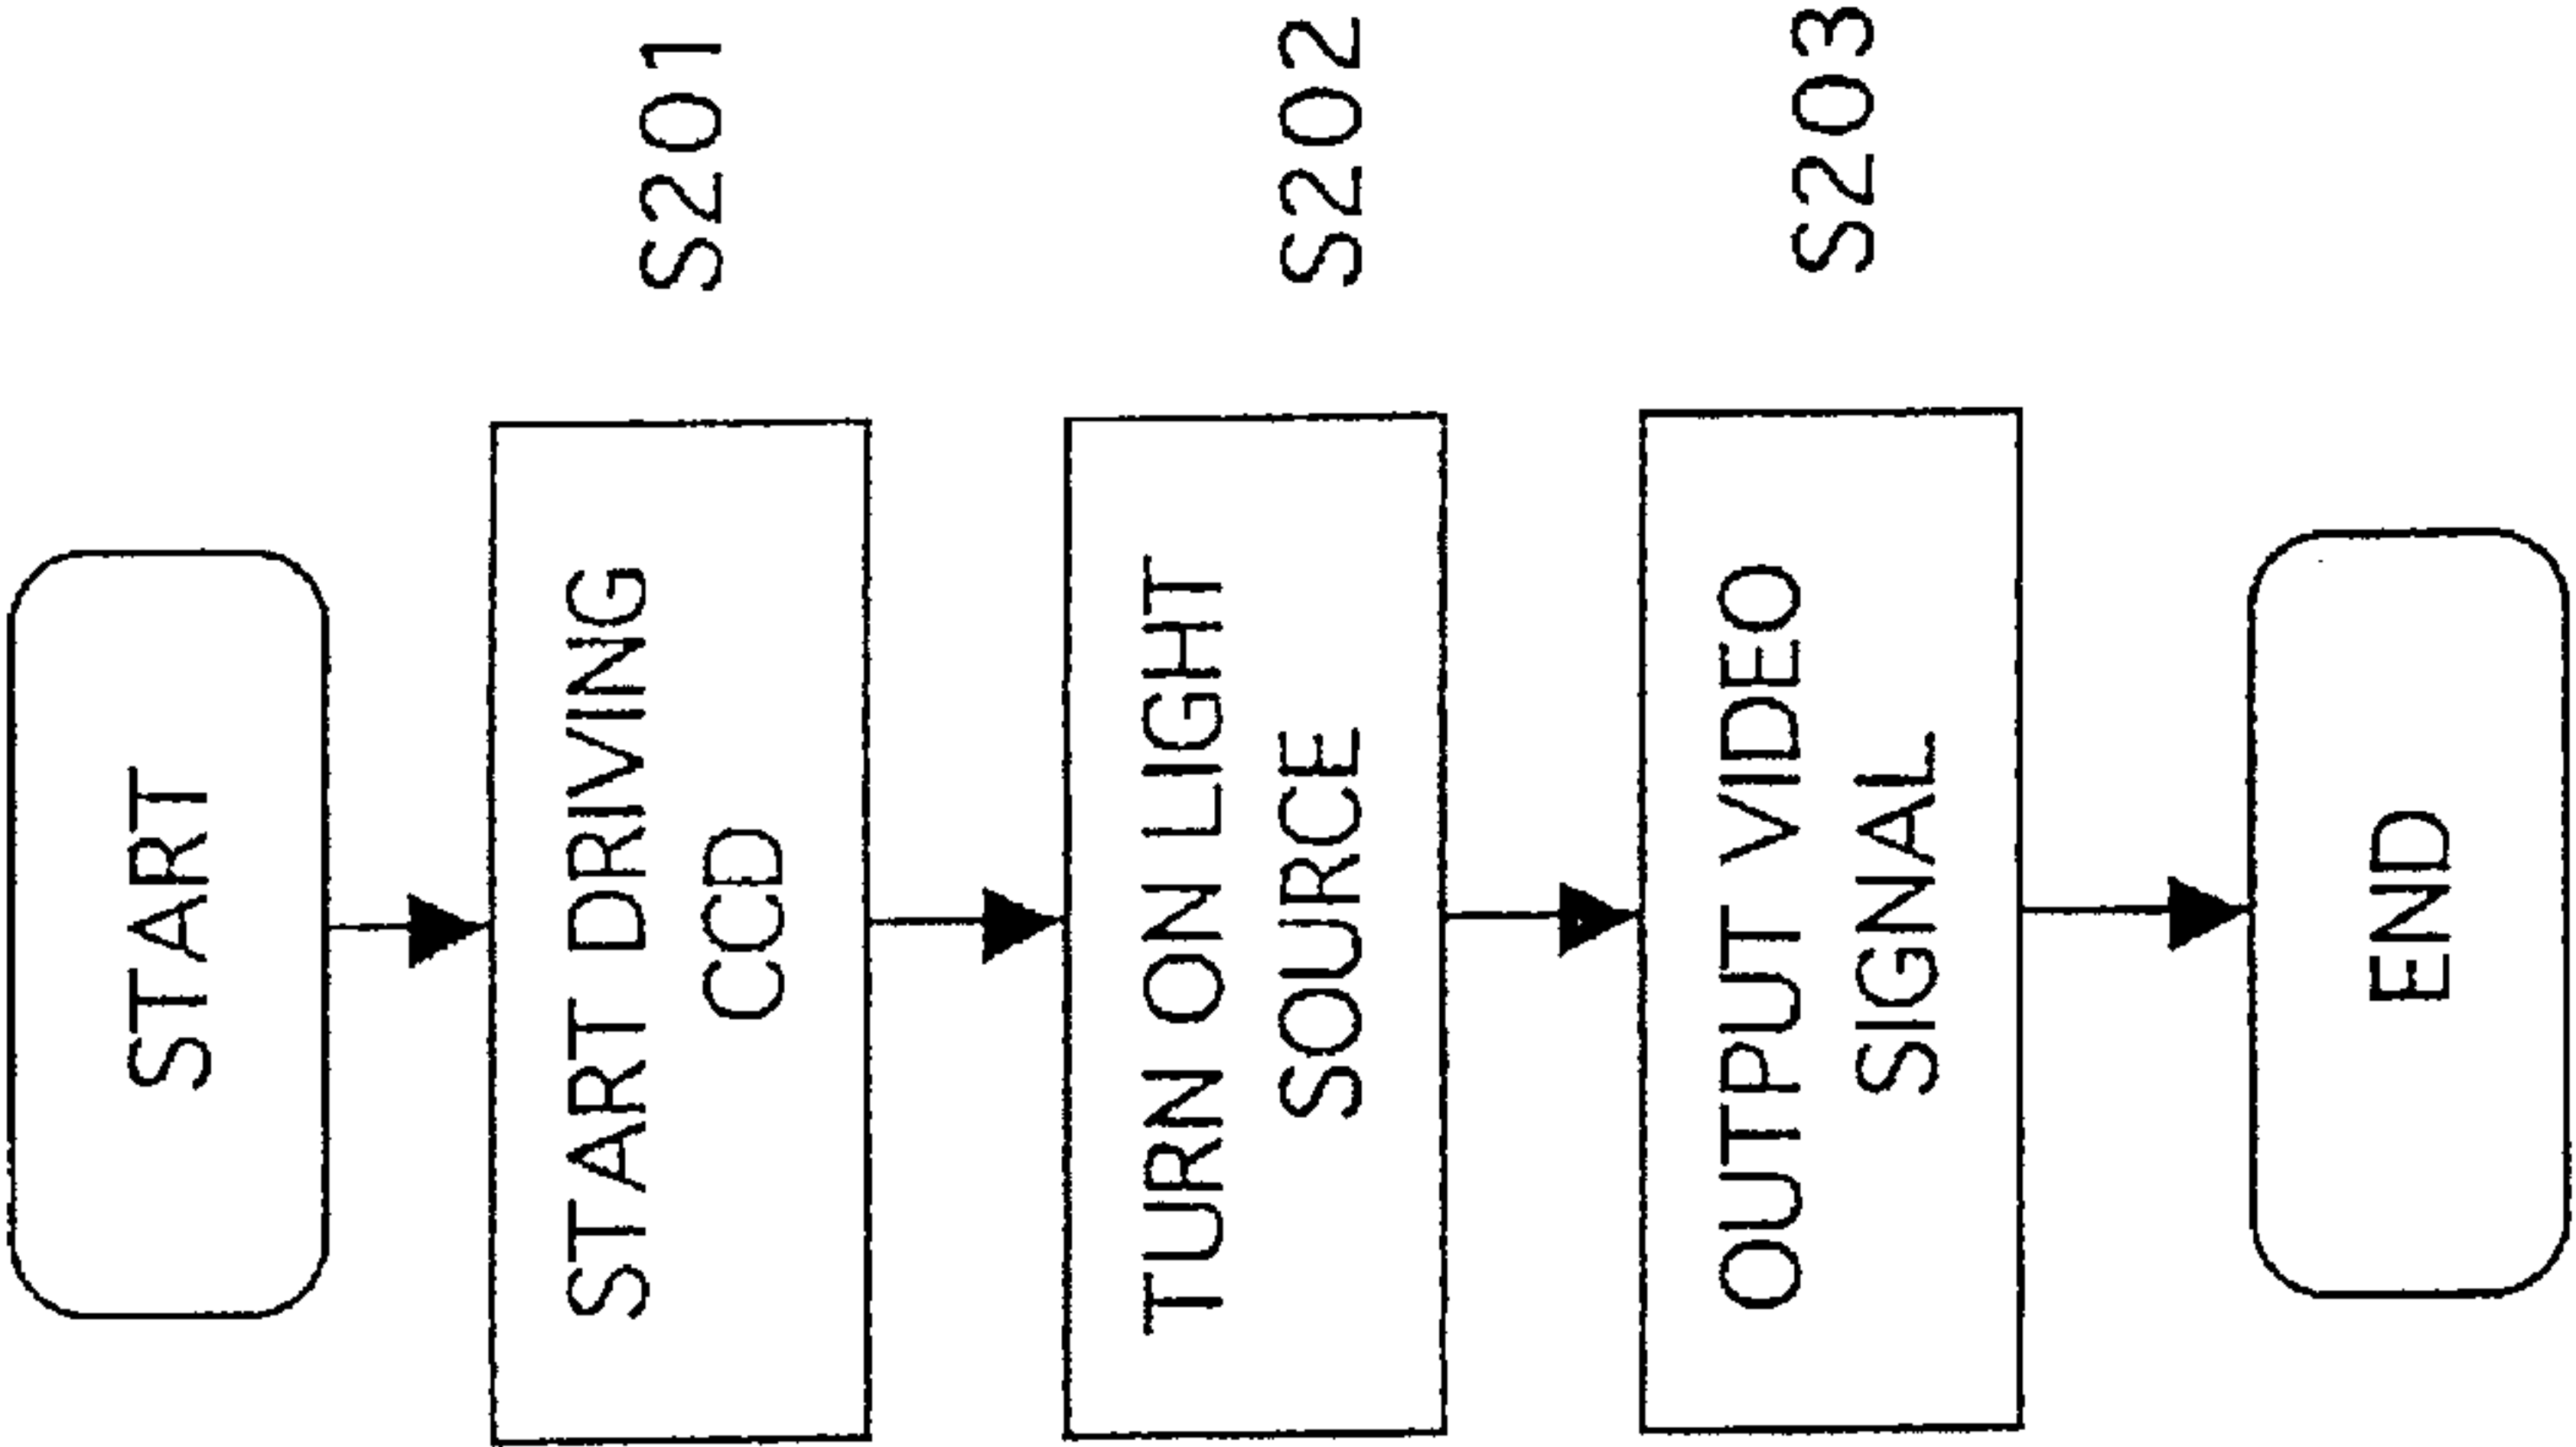 START
START DRIVING
CCD
S201
TURN ON LIGHT
SOURCE
S202
OUTPUT VIDEO
SIGNAL
S203
END